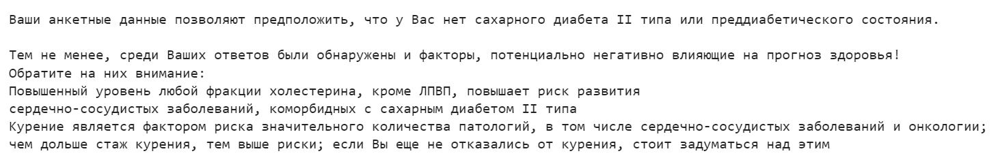 Ваши анкетные данные позволяют предположить, что у Вас нет сахарного диабета II типа или преддиабетического состояния.
Тем не менее, среди Ваших ответов были обнаружены и факторы, потенциально негативно влияющие на прогноз здоровья!
Обратите на них внимание:
Повышенный уровень любой фракции холестерина, кроме ЛПВП, повышает риск развития
сердечно-сосудистых заболеваний, коморбидных с сахарным диабетом II типа
Курение является фактором риска значительного количества патологий, в том числе сердечно-сосудистых заболеваний и онкологии;
чем дольше стаж курения, тем выше риски; если Вы еще не отказались от курения, стоит задуматься над этим